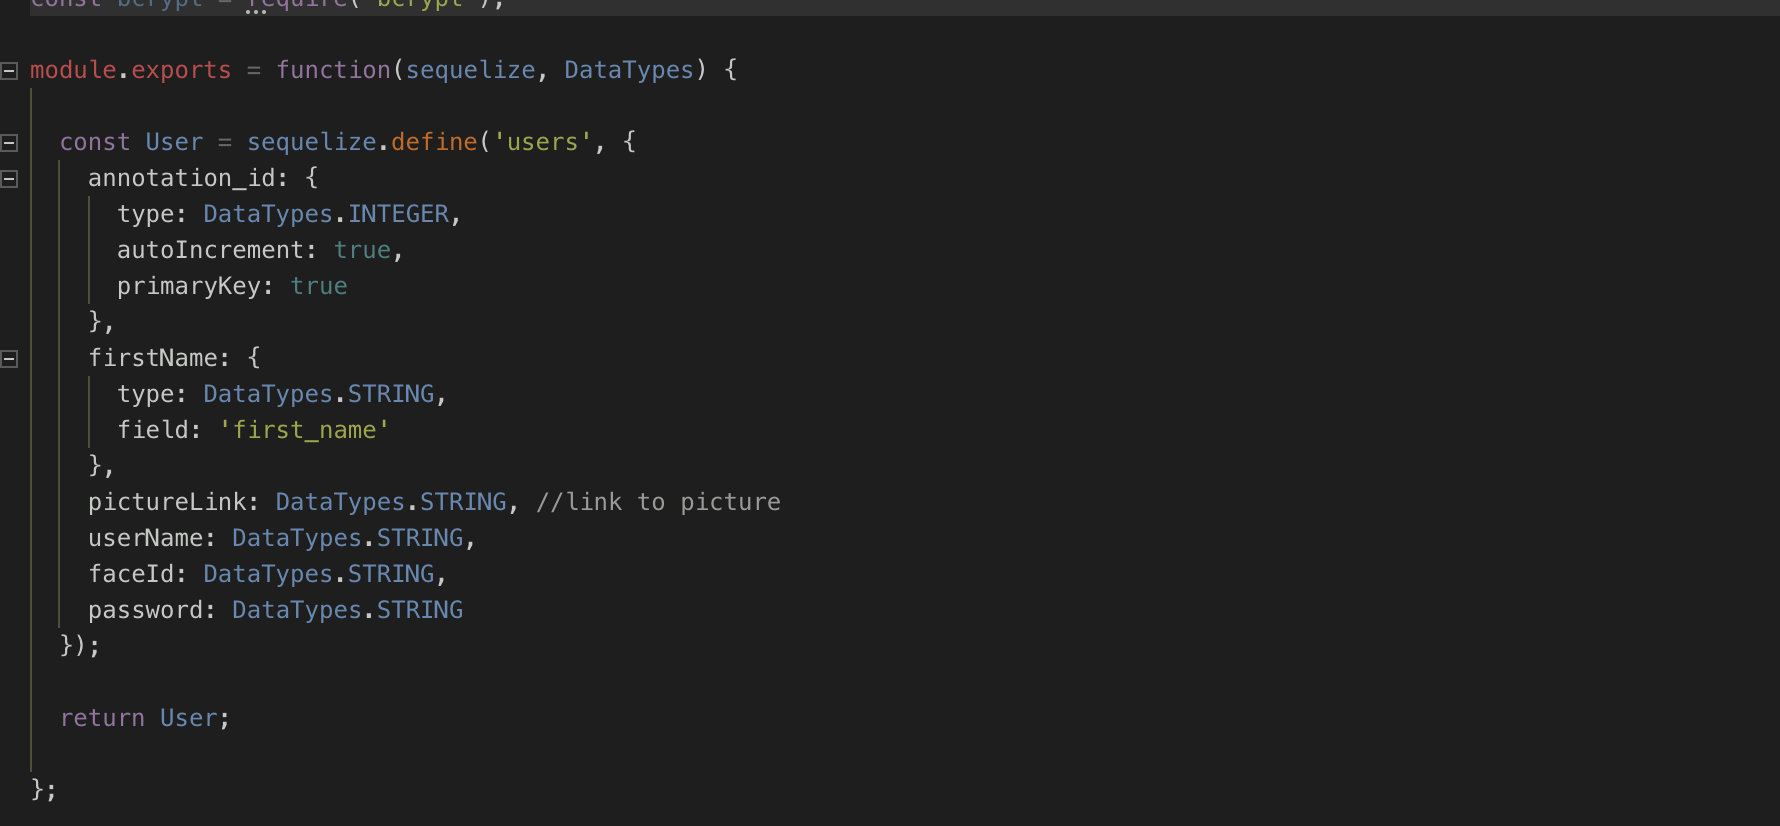 const bcrypt = require('bcrypt');
module.exports = function(sequelize, DataTypes) {
const User = sequelize.define('users', {
annotation_id: {
type: DataTypes.INTEGER,
autoIncrement: true,
primaryKey: true
},
firstName: {
type: DataTypes.STRING,
field: 'first_name'
},
pictureLink: DataTypes.STRING, //link to picture
userName: DataTypes.STRING,
faceId: DataTypes.STRING,
password: DataTypes.STRING
});
return User;
};